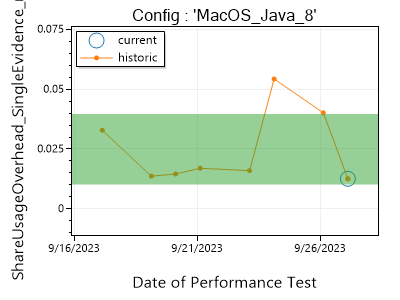 Config : 'MacOS_Java_8'
current
historic
0.075
0.05
0.025
0
ShareUsageOverhead_SingleEvidence_
9/16/2023
9/21/2023
9/26/2023
Date of Performance Test